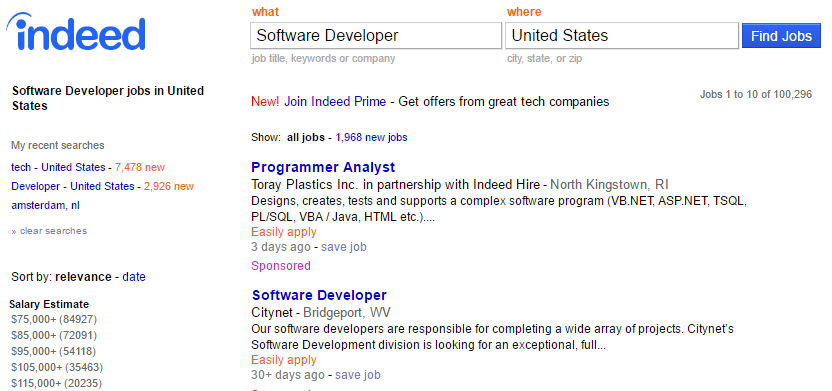 indeed
what
where
Software Developer
United States
Find Jobs
job title, keywords or company
city, state, or zip
Software Developer jobs in United
States
My recent searches
tech - United States - 7,478 new
Developer - United States - 2,926 new
amsterdam, nl
» clear searches
Sort by: relevance - date
Salary Estimate
$75,000+ (84927)
$85,000+ (72091)
$95,000+ (54118)
$105,000+ (35463)
$115,000+ (20235)
New! Join Indeed Prime - Get offers from great tech companies
Jobs 1 to 10 of 100,296
Show: all jobs - 1,968 new jobs
Programmer Analyst
Toray Plastics Inc. in partnership with Indeed Hire - North Kingstown, RI
Designs, creates, tests and supports a complex software program (VB.NET, ASP.NET, TSQL,
PL/SQL, VBA / Java, HTML etc.)....
Easily apply
3 days ago - save job
Sponsored
Software Developer
Citynet - Bridgeport, WV
Our software developers are responsible for completing a wide array of projects. Citynet's
Software Development division is looking for an exceptional, full...
Easily apply
30+ days ago - save job